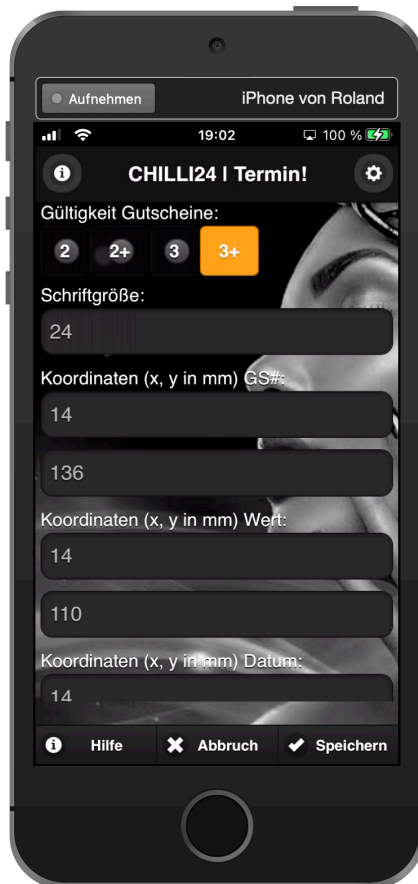 Aufnehmen
iPhone von Roland
19:02
100 %
CHILLI24 I Termin!
Gültigkeit Gutscheine:
2 2+ 3 3+
Schriftgröße:
24
Koordinaten (x, y in mm) GS#:
14
136
Koordinaten (x, y in mm) Wert:
14
110
Koordinaten (x, y in mm) Datum:
14
Hilfe Abbruch Speichern